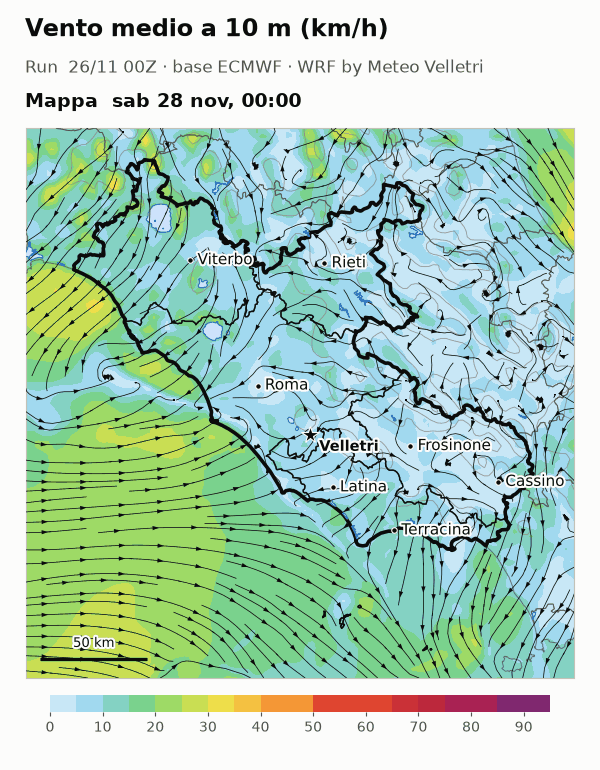 Vento medio a 10 m (km/h)
Run  26/11 00Z · base ECMWF · WRF by Meteo Velletri
Mappa  sab 28 nov, 00:00
Viterbo
Rieti
Roma
Velletri
Frosinone
Cassino
Latina
Terracina
50 km
0 10 20 30 40 50 60 70 80 90